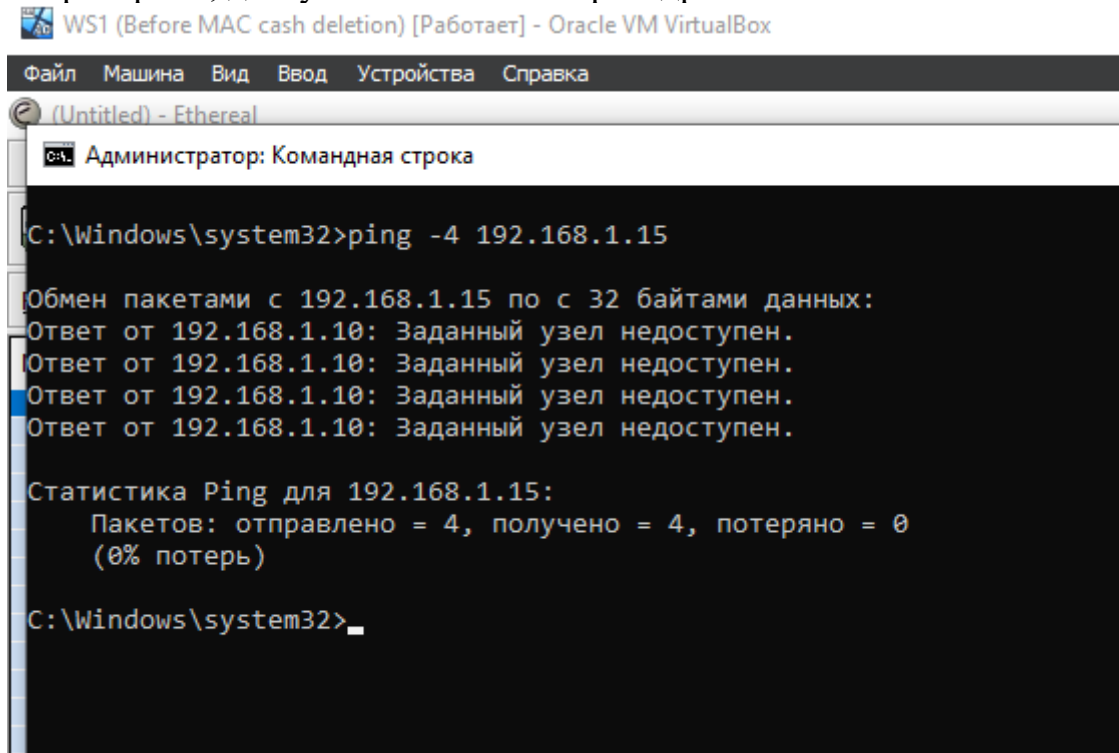 WS1 (Before MAC cash deletion) [Работает] - Oracle VM VirtualBox
Файл Машина Вид Ввод Устройства Справка
(Untitled) - Ethereal
Администратор: Командная строка
C:\Windows\system32>ping -4 192.168.1.15
Обмен пакетами с 192.168.1.15 по с 32 байтами данных:
Ответ от 192.168.1.10: Заданный узел недоступен.
Ответ от 192.168.1.10: Заданный узел недоступен.
Ответ от 192.168.1.10: Заданный узел недоступен.
Ответ от 192.168.1.10: Заданный узел недоступен.
Статистика Ping для 192.168.1.15:
Пакетов: отправлено = 4, получено = 4, потеряно = 0
(0% потерь)
C:\Windows\system32>